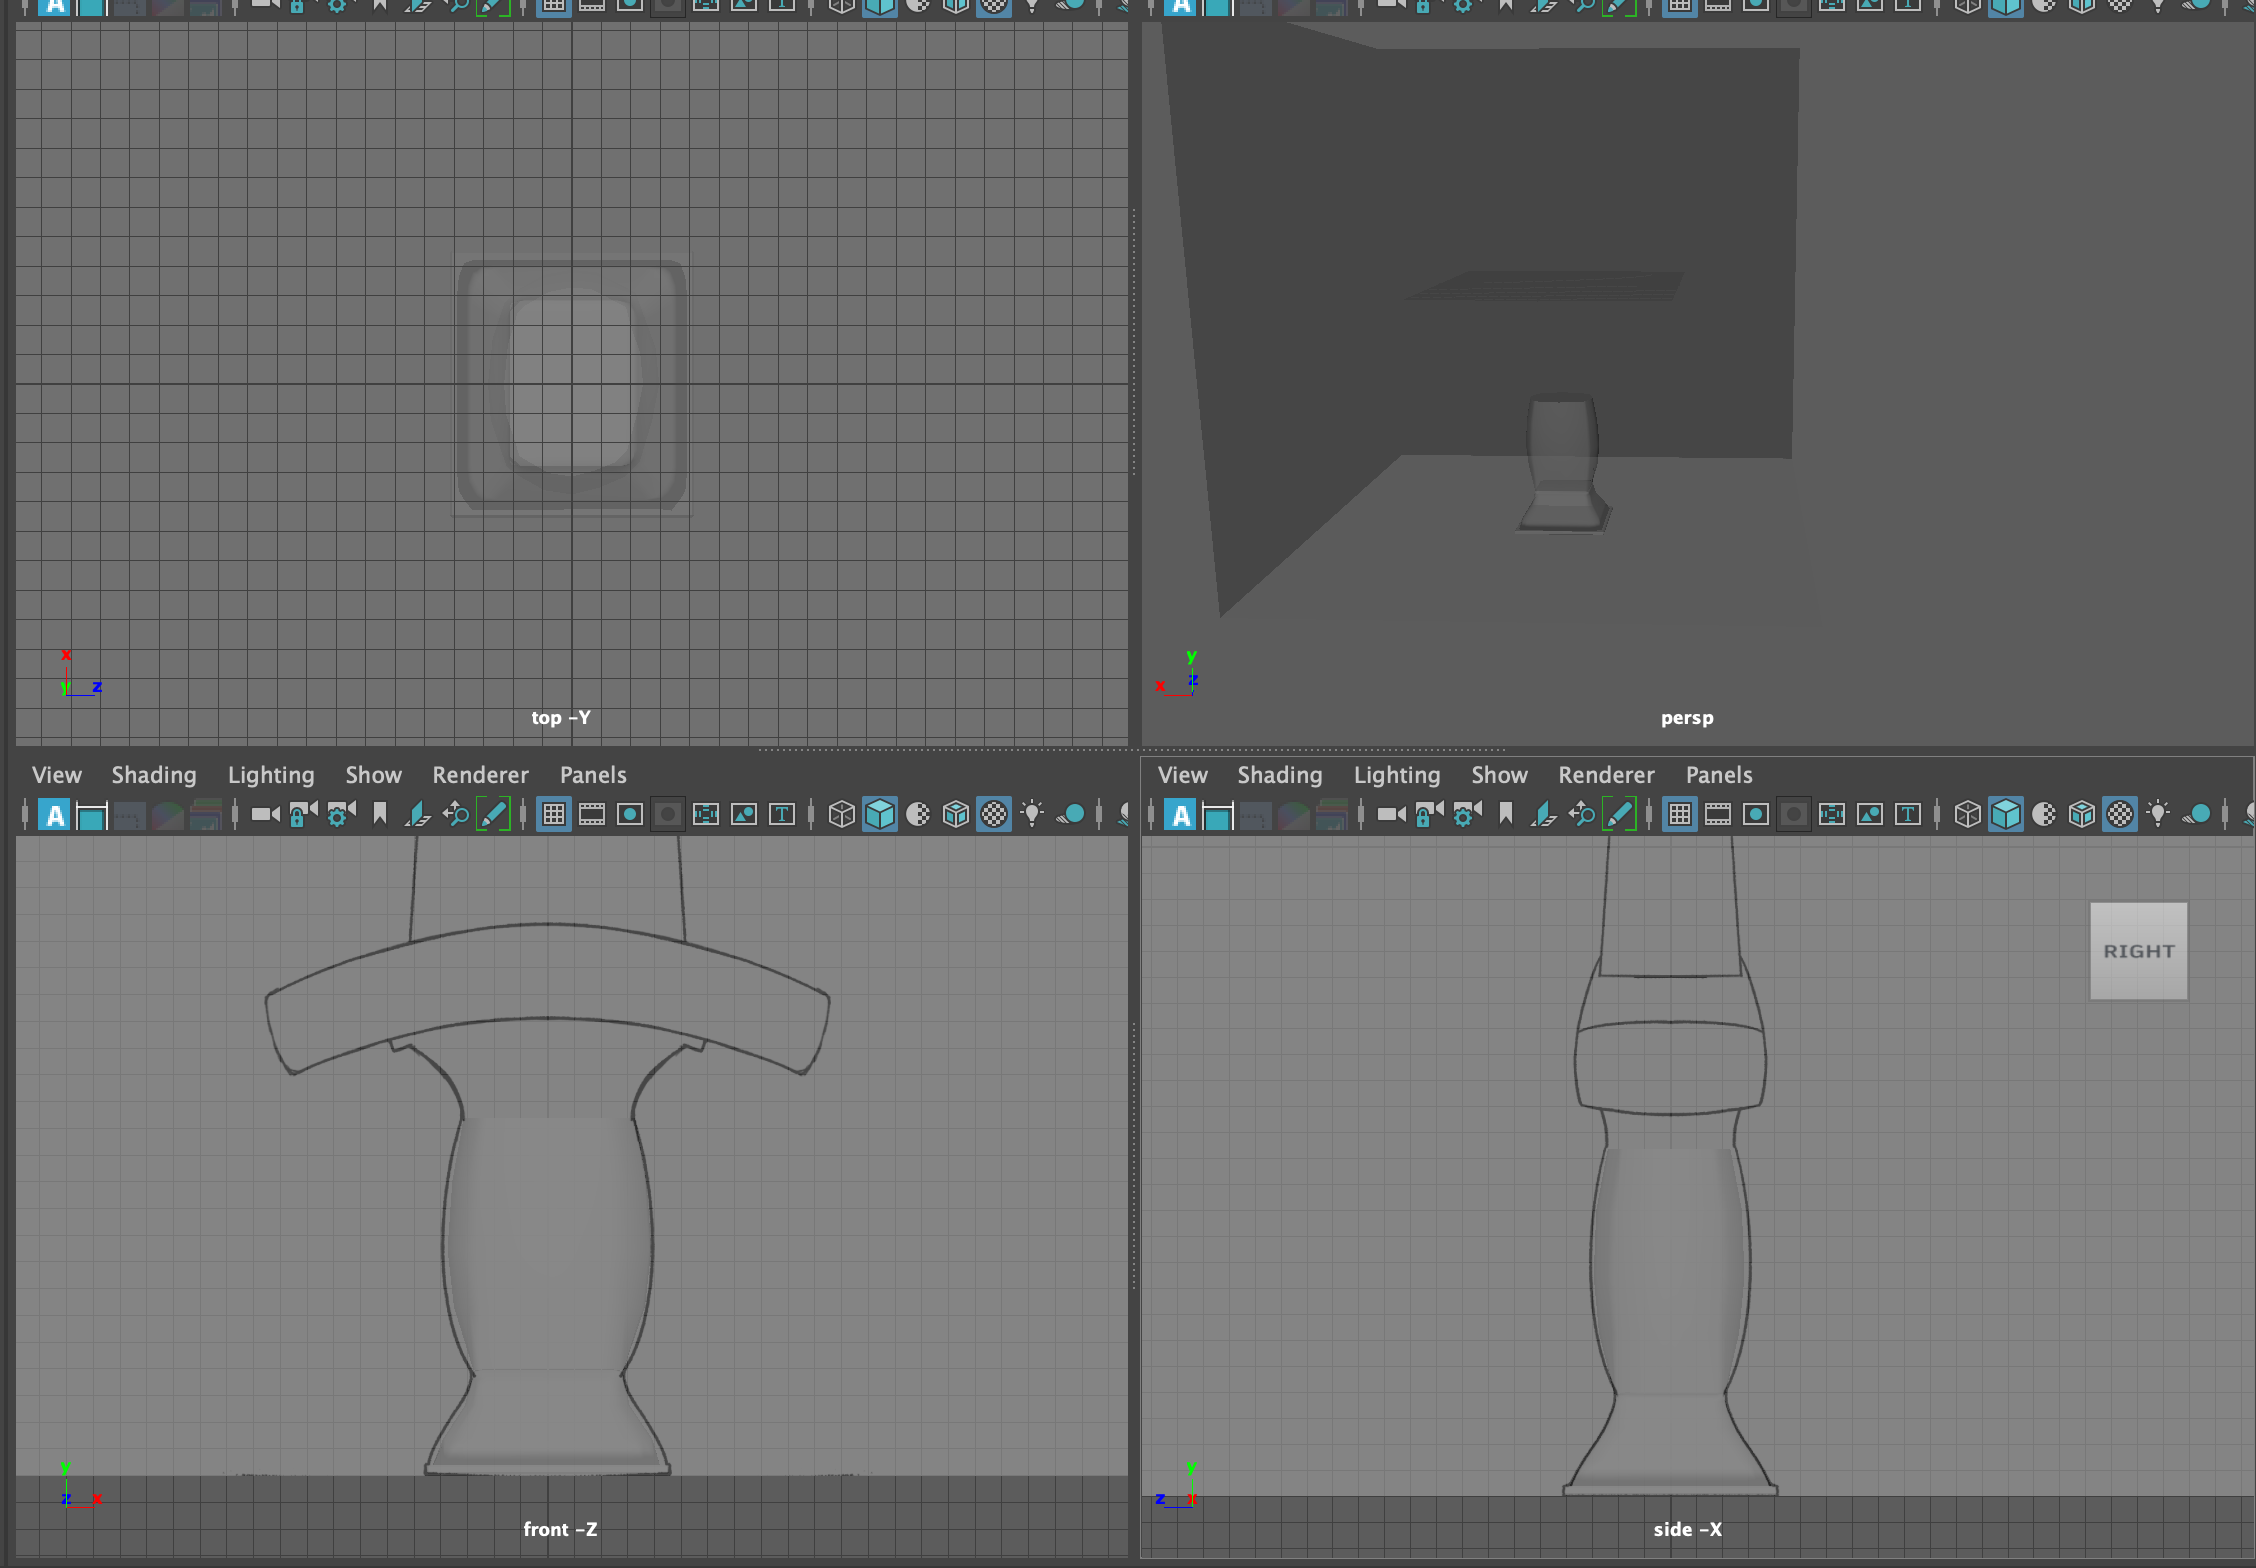 A
A
x
y z
top -Y
y
x z
persp
View Shading Lighting Show Renderer Panels
View Shading Lighting Show Renderer Panels
A T
A T
RIGHT
y
z x
front -Z
y
z x
side -X